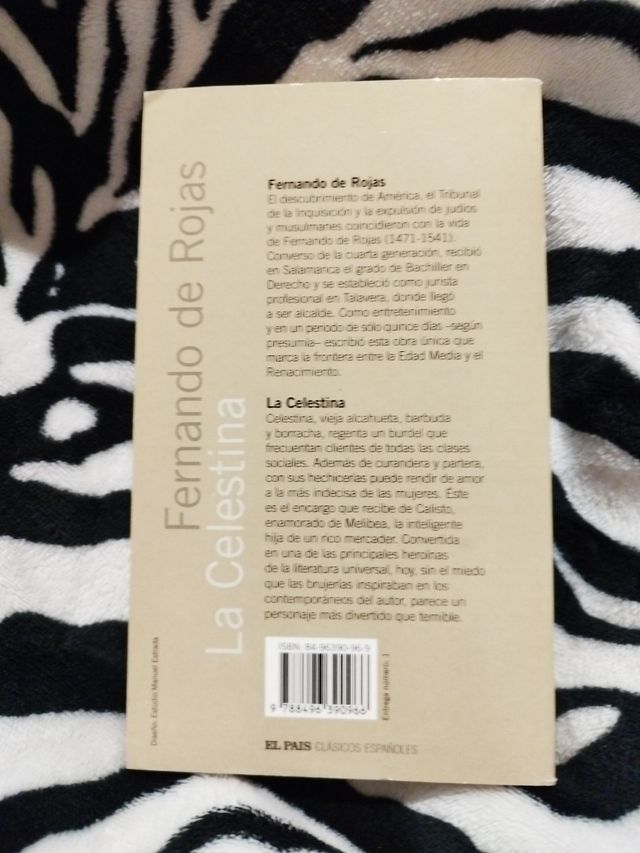 Fernando de Rojas
La Celestina
Fernando de Rojas
El descubrimiento de América, el Tribunal
de la Inquisición y la expulsión de judíos
y musulmanes coincidieron con la vida
de Fernando de Rojas (1471-1541).
Converso de la cuarta generación, recibió
en Salamanca el grado de Bachiller en
Derecho y se estableció como jurista
profesional en Talavera, donde llegó
a ser alcalde. Como entretenimiento
y en un periodo de sólo quince días –según
presumía– escribió esta obra única que
marca la frontera entre la Edad Media y el
Renacimiento.
La Celestina
Celestina, vieja alcahueta, barbuda
y borracha, regenta un burdel que
frecuentan clientes de todas las clases
sociales. Además de curandera y partera,
con sus hechicerías puede rendir de amor
a la más indecisa de las mujeres. Éste
es el encargo que recibe de Calisto,
enamorado de Melibea, la inteligente
hija de un rico mercader. Convertida
en una de las principales heroínas
de la literatura universal, hoy, sin el miedo
que las brujerías inspiraban en los
contemporáneos del autor, parece un
personaje más divertido que temible.
Diseño: Estudio Manuel Estrada
ISBN: 84-96390-96-9
9 788496 390966
Entrega número: 1
EL PAIS CLÁSICOS ESPAÑOLES